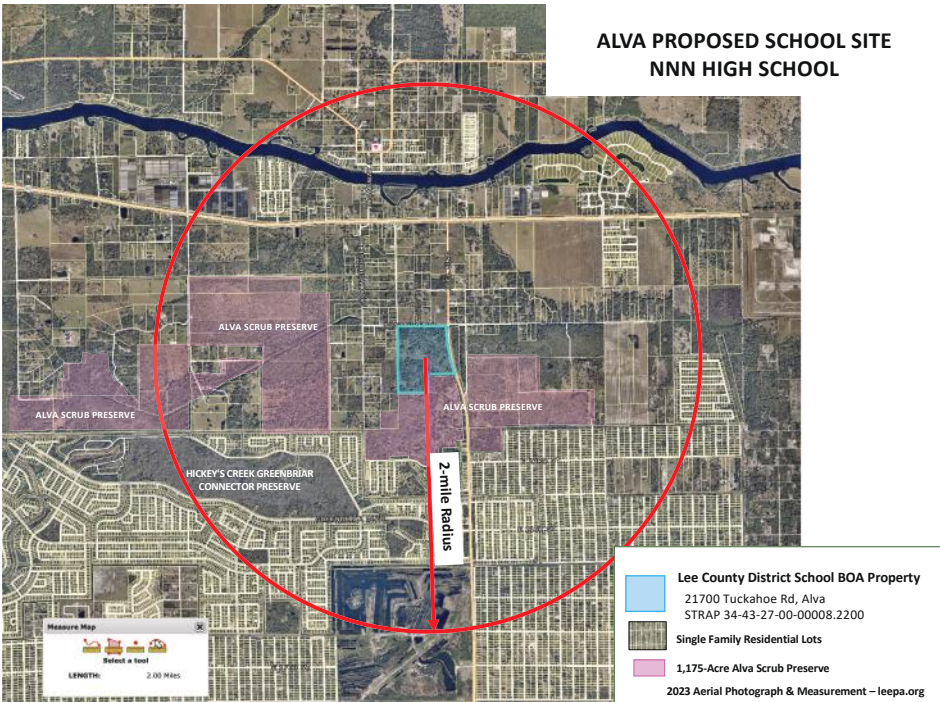 ALVA PROPOSED SCHOOL SITE
NNN HIGH SCHOOL
ALVA SCRUB PRESERVE
ALVA SCRUB PRESERVE
ALVA SCRUB PRESERVE
HICKEY'S CREEK GREENBRIAR
CONNECTOR PRESERVE
2-mile Radius
Measure Map
Select a tool
LENGTH: 2.00 Miles
Lee County District School BOA Property
21700 Tuckahoe Rd, Alva
STRAP 34-43-27-00-00008.2200
Single Family Residential Lots
1,175-Acre Alva Scrub Preserve
2023 Aerial Photograph & Measurement – leepa.org